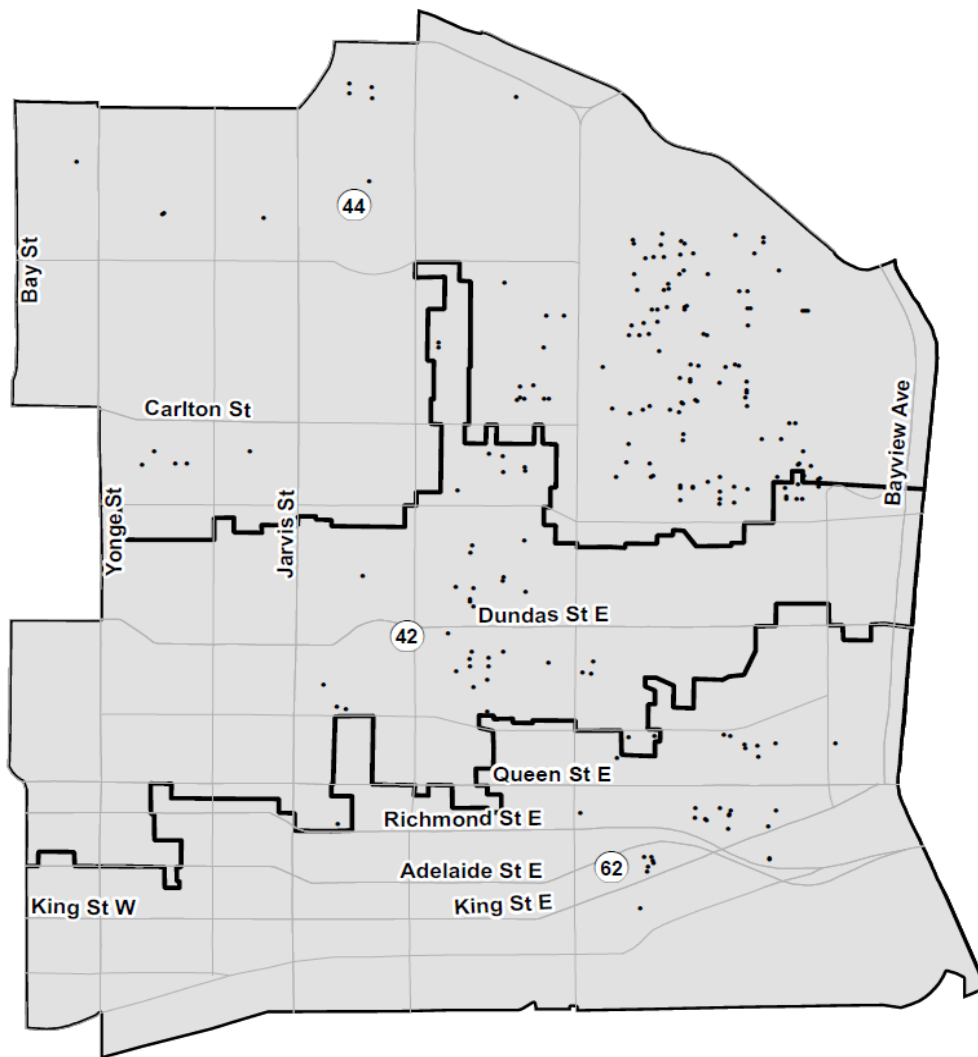 44
Bay St
Carlton St
Bayview Ave
Yonge St
Jarvis St
Dundas St E
42
Queen St E
Richmond St E
Adelaide St E
62
King St E
King St W